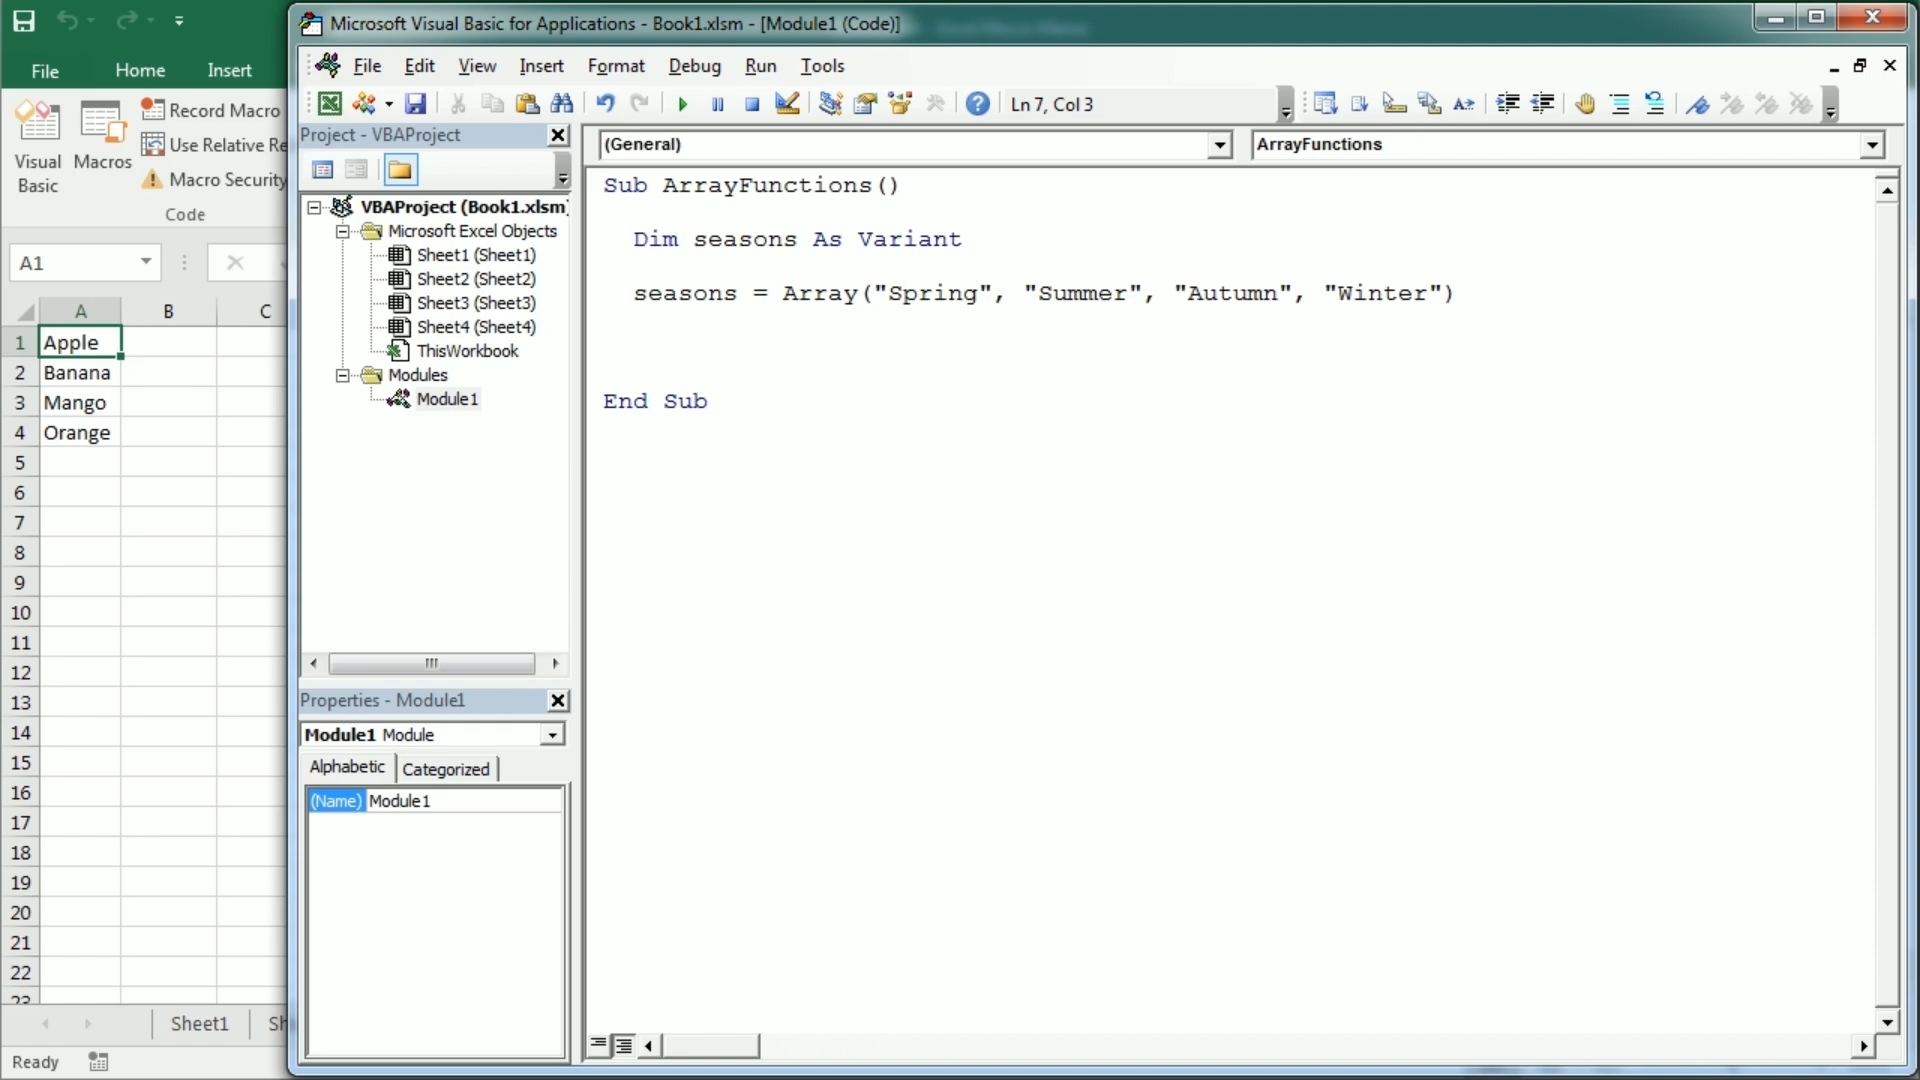 Microsoft Visual Basic for Applications - Book1.xlsm - [Module1 (Code)]
File Home Insert
File Edit View Insert Format Debug Run Tools
Record Macro
Use Relative Re
Macro Security
Visual Basic
Macros
Code
Ln 7, Col 3
Project - VBAProject
(General)
ArrayFunctions
VBAProject (Book1.xlsm)
Microsoft Excel Objects
Sheet1 (Sheet1)
Sheet2 (Sheet2)
Sheet3 (Sheet3)
Sheet4 (Sheet4)
ThisWorkbook
Modules
Module1
Sub ArrayFunctions()
Dim seasons As Variant
seasons = Array("Spring", "Summer", "Autumn", "Winter")
End Sub
A1
A B C
1 Apple
2 Banana
3 Mango
4 Orange
5
6
7
8
9
10
11
12
13
14
15
16
17
18
19
20
21
22
23
Properties - Module1
Module1 Module
Alphabetic Categorized
(Name) Module1
Sheet1 Sh
Ready